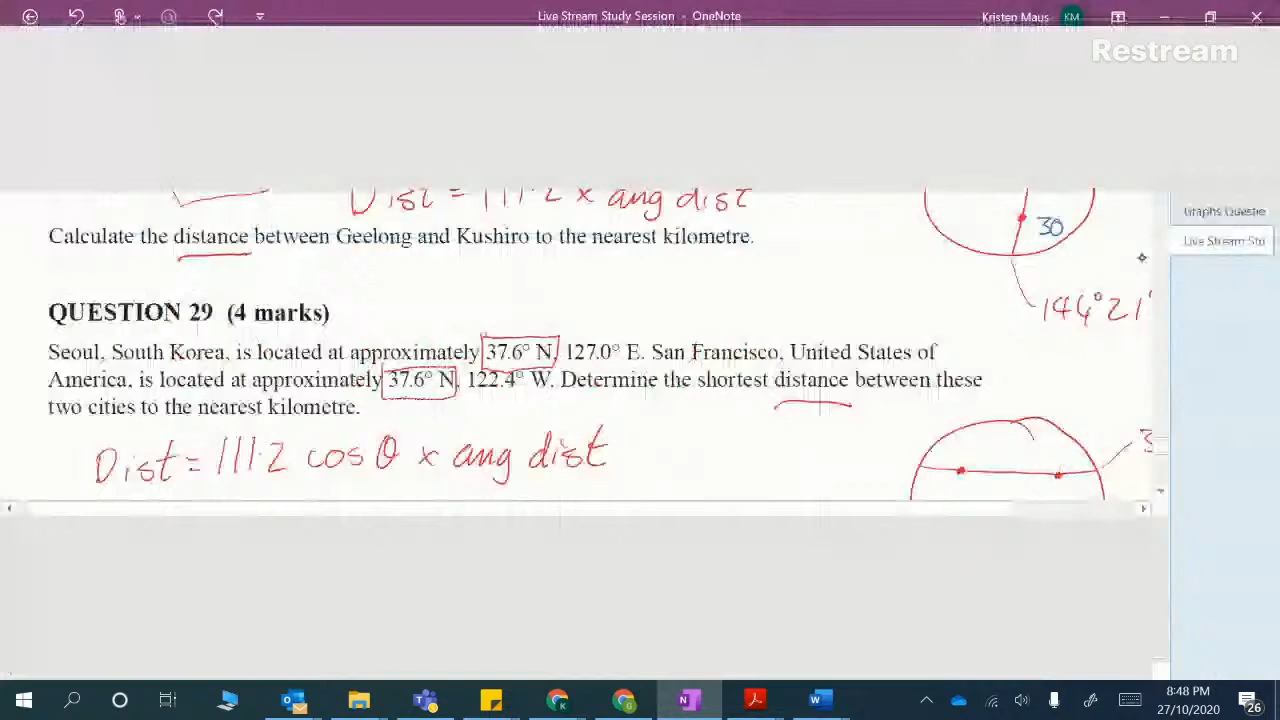 Live Stream Study Session - OneNote
Kristen Maus KM
Restream
Dist = 111.2 x ang dist
Calculate the distance between Geelong and Kushiro to the nearest kilometre.
30
144°21'
Graphs Questie
Live Stream Stu
QUESTION 29 (4 marks)
Seoul, South Korea, is located at approximately 37.6° N, 127.0° E. San Francisco, United States of
America, is located at approximately 37.6° N, 122.4° W. Determine the shortest distance between these
two cities to the nearest kilometre.
Dist = 111.2 cos θ x ang dist
3
8:48 PM
27/10/2020
26